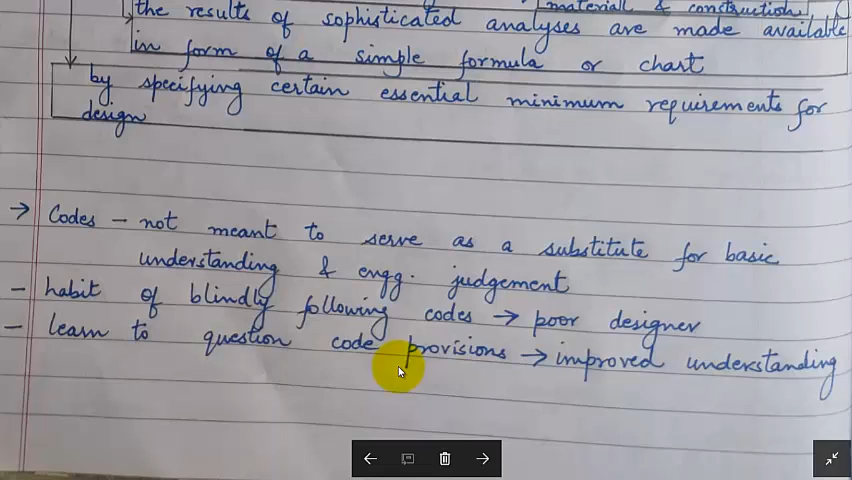 material & construction
the results of sophisticated analyses are made available
in form of a simple formula or chart
by specifying certain essential minimum requirements for
design
→ Codes - not meant to serve as a substitute for basic
understanding & engg. judgement
- habit of blindly following codes → poor designer
- learn to question code provisions → improved understanding